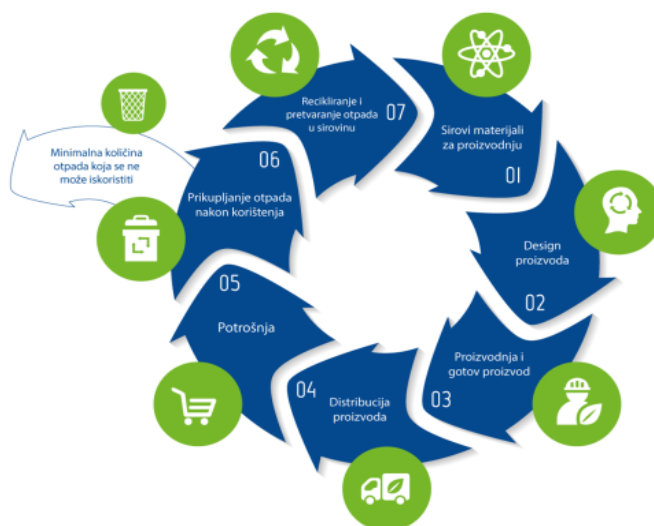 Sirovi materijali
za proizvodnju
01
Design
proizvoda
02
Proizvodnja i
gotov proizvod
03
Distribucija
proizvoda
04
Potrošnja
05
Prikupljanje otpada
nakon korištenja
06
Minimalna količina
otpada koja se ne
može iskoristiti
Recikliranje i
pretvaranje otpada
u sirovinu
07